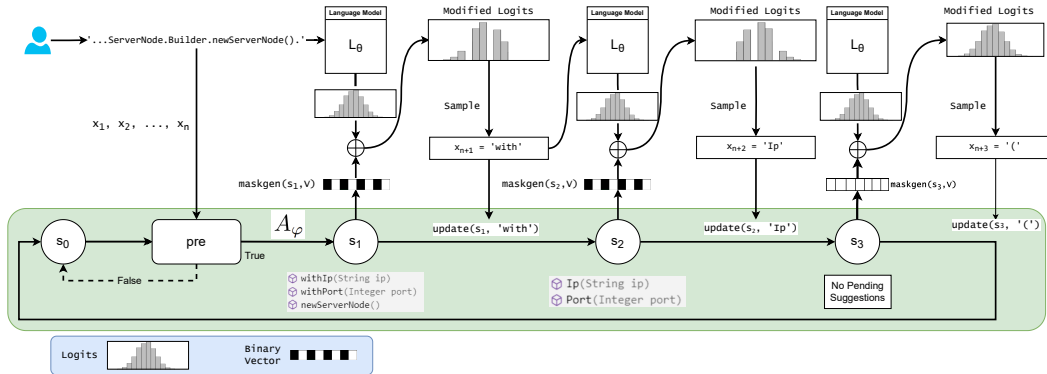 Language Model
Lθ
Modified Logits
Language Model
Lθ
Modified Logits
Language Model
Lθ
Modified Logits
'...ServerNode.Builder.newServerNode().'
x1, x2, ..., xn
Sample
Sample
Sample
xn+1 = 'with'
xn+2 = 'Ip'
xn+3 = '('
maskgen(s1,V)
maskgen(s2,V)
maskgen(s3,V)
Aφ
update(s1, 'with')
update(s2, 'Ip')
update(s3, '(')
s0
pre
s1
s2
s3
True
False
withIp(String ip)
withPort(Integer port)
newServerNode()
Ip(String ip)
Port(Integer port)
No Pending
Suggestions
Logits
Binary
Vector